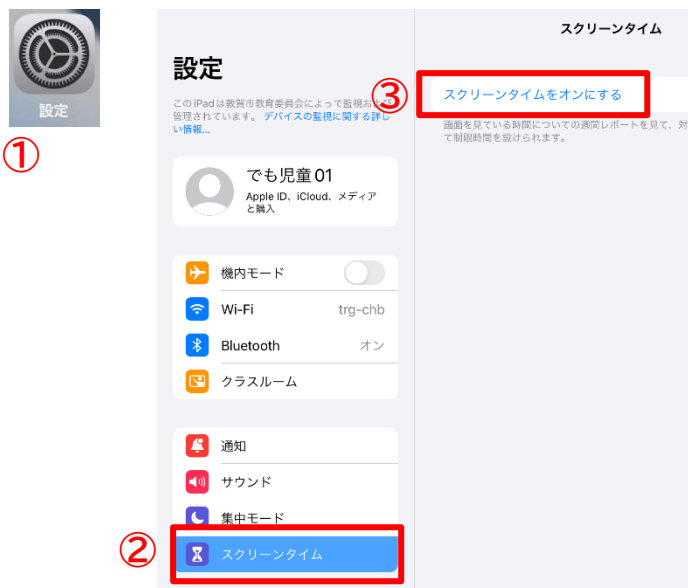 設定
①
設定
このiPadは敦賀市教育委員会によって監視および
管理されています。デバイスの監視に関する詳し
い情報...
でも児童01
Apple ID、iCloud、メディア
と購入
機内モード
Wi-Fi trg-chb
Bluetooth オン
クラスルーム
通知
サウンド
集中モード
②
スクリーンタイム
スクリーンタイム
③
スクリーンタイムをオンにする
画面を見ている時間についての週間レポートを見て、対
て制限時間を設けられます。